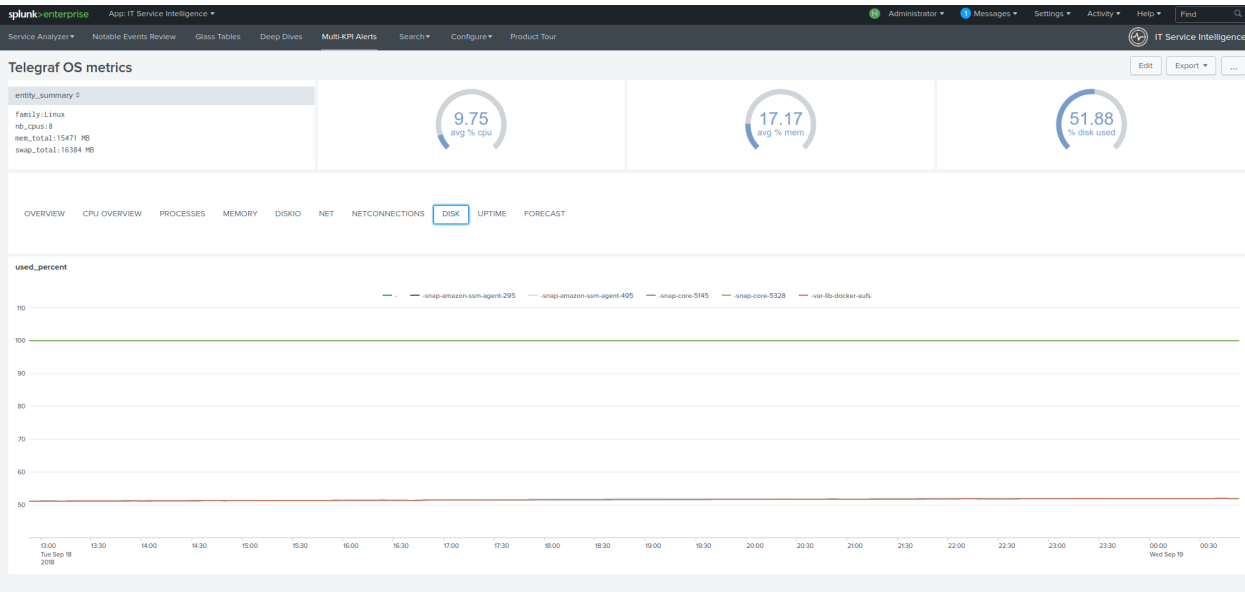 splunk>enterprise App: IT Service Intelligence ▾ H Administrator ▾ 1 Messages ▾ Settings ▾ Activity ▾ Help ▾ Find
Service Analyzer ▾ Notable Events Review Glass Tables Deep Dives Multi-KPI Alerts Search ▾ Configure ▾ Product Tour IT Service Intelligence
Telegraf OS metrics Edit Export ▾ ...
entity_summary
family:Linux
nb_cpus:8
mem_total:15471 MB
swap_total:16384 MB
9.75
avg % cpu
17.17
avg % mem
51.88
% disk used
OVERVIEW CPU OVERVIEW PROCESSES MEMORY DISKIO NET NETCONNECTIONS DISK UPTIME FORECAST
used_percent
- -snap-amazon-ssm-agent-295 -snap-amazon-ssm-agent-495 -snap-core-5145 -snap-core-5328 -var-lib-docker-aufs
110
100
90
80
70
60
50
13:00 13:30 14:00 14:30 15:00 15:30 16:00 16:30 17:00 17:30 18:00 18:30 19:00 19:30 20:00 20:30 21:00 21:30 22:00 22:30 23:00 23:30 00:00 00:30
Tue Sep 18 Wed Sep 19
2018